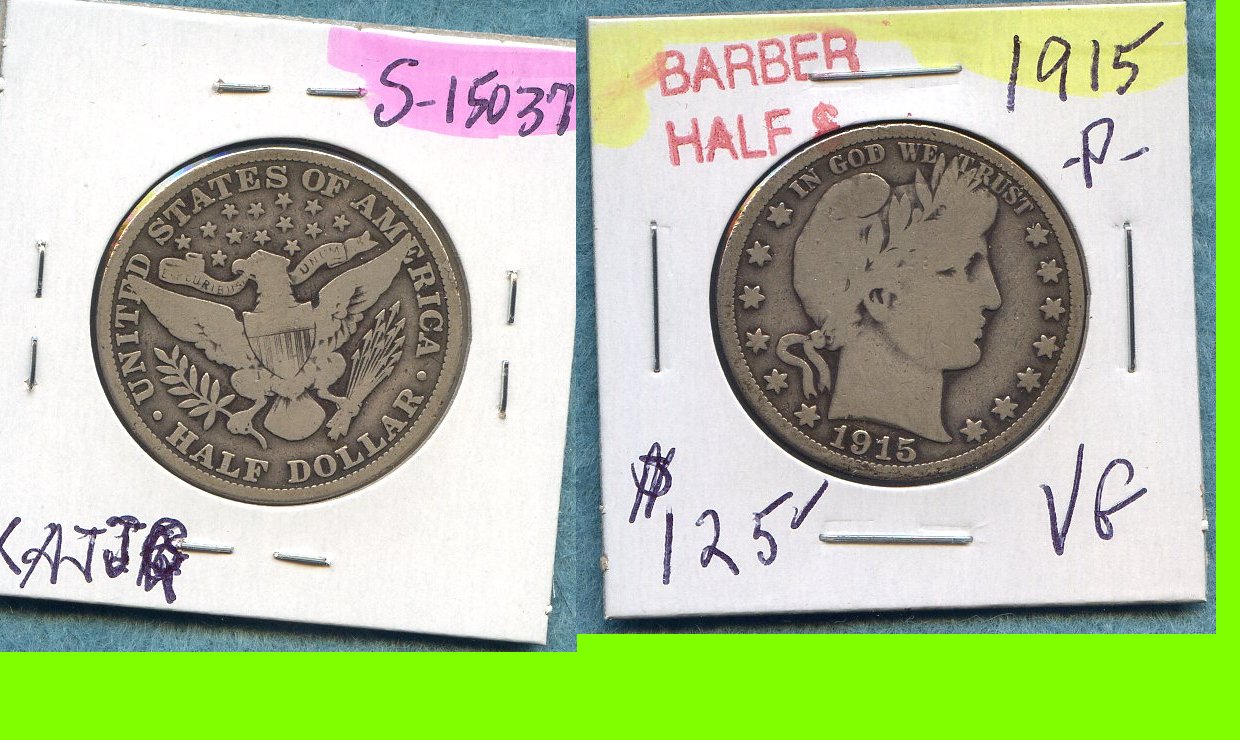 S-15037
UNITED STATES OF AMERICA
PLURIBUS UNUM
HALF DOLLAR
BARBER
HALF $
1915
-P-
IN GOD WE TRUST
1915
$125
VG